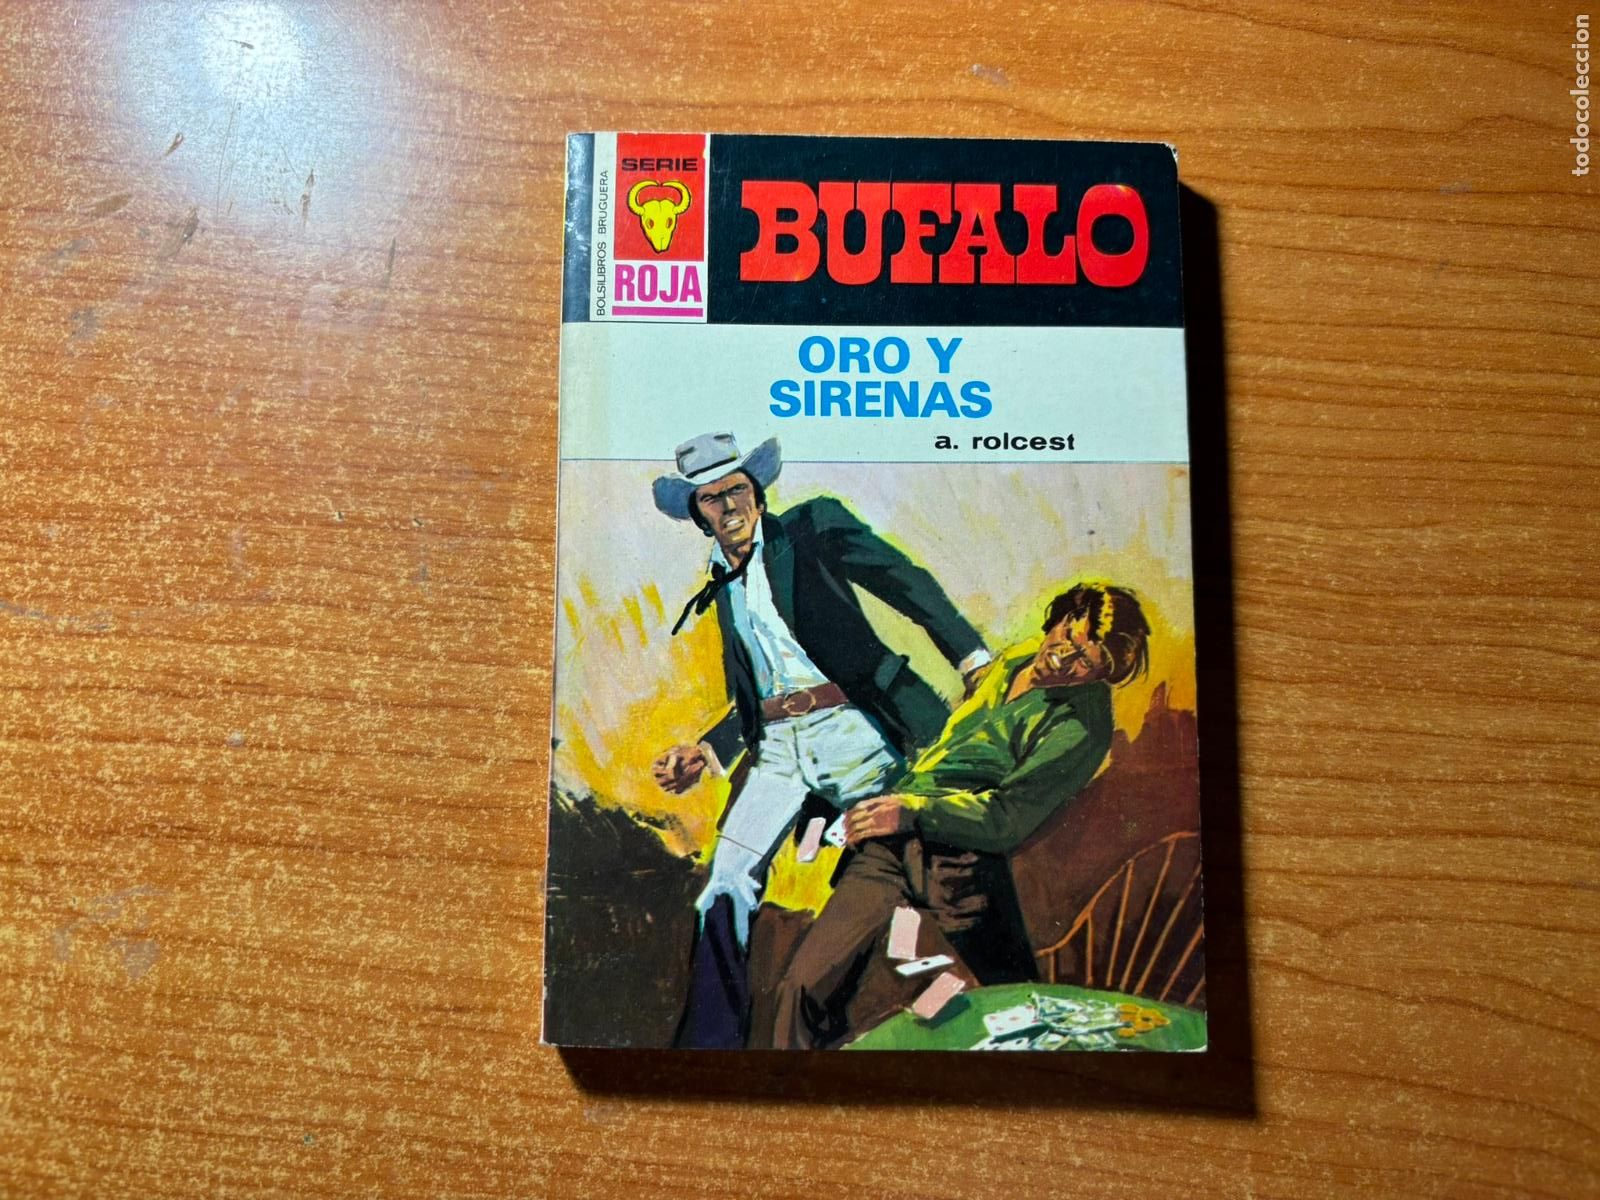 SERIE
ROJA
BOLSILIBROS BRUGUERA
BUFALO
ORO Y
SIRENAS
a. rolcest
todocoleccion